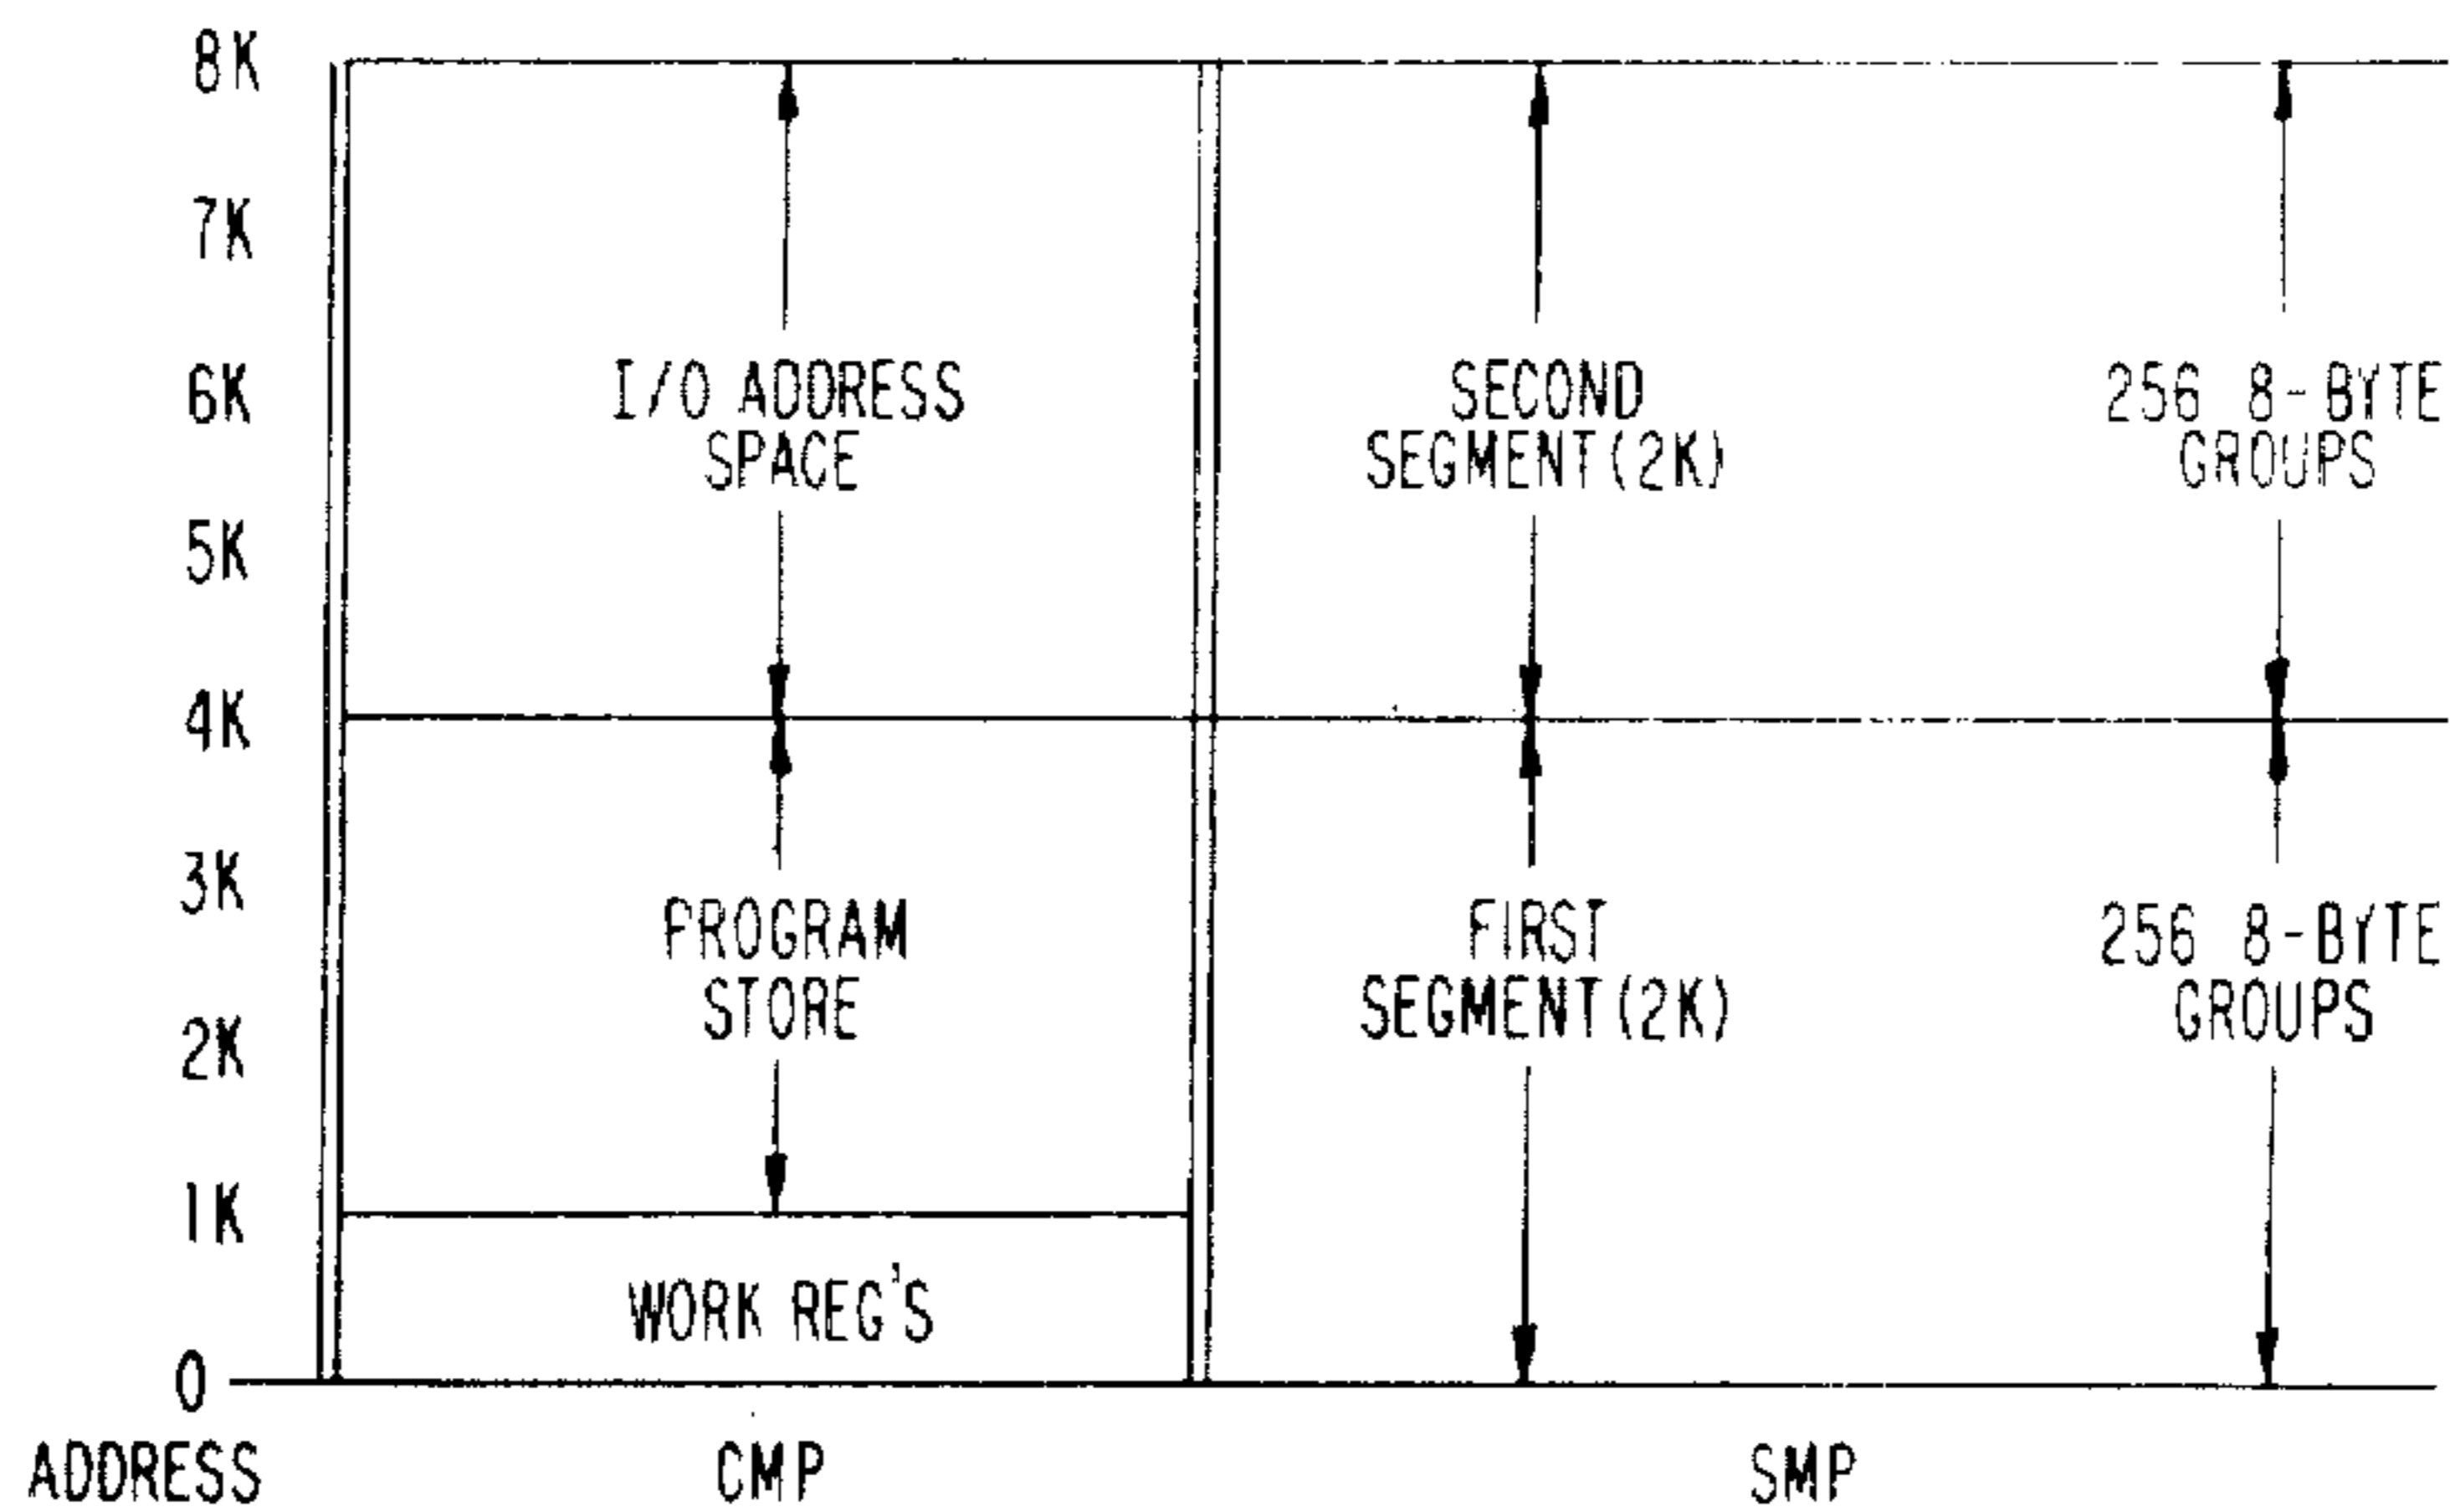 8K
7K
6K
5K
4K
3K
2K
1K
0
I/O ADDRESS
SPACE
PROGRAM
STORE
WORK REG'S
SECOND
SEGMENT(2K)
FIRST
SEGMENT(2K)
256 8-BYTE
GROUPS
256 8-BYTE
GROUPS
ADDRESS CMP SMP